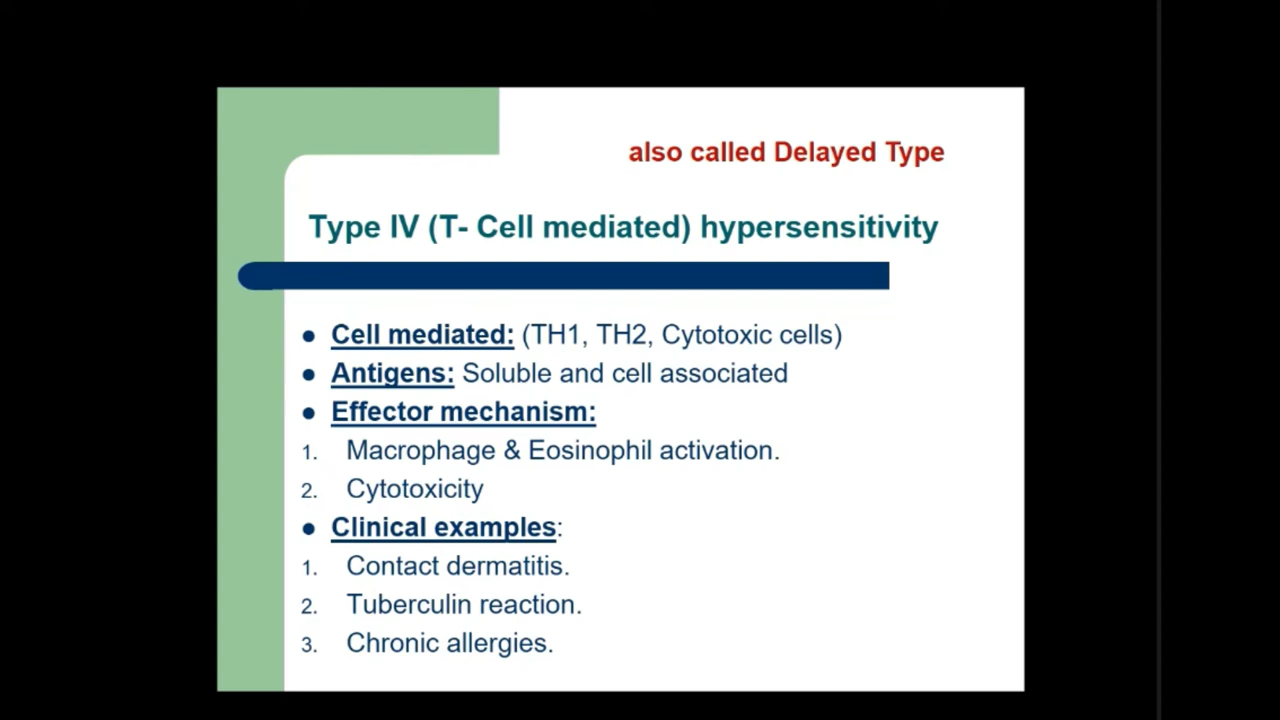 also called Delayed Type
Type IV (T- Cell mediated) hypersensitivity
● Cell mediated: (TH1, TH2, Cytotoxic cells)
● Antigens: Soluble and cell associated
● Effector mechanism:
1. Macrophage & Eosinophil activation.
2. Cytotoxicity
● Clinical examples:
1. Contact dermatitis.
2. Tuberculin reaction.
3. Chronic allergies.